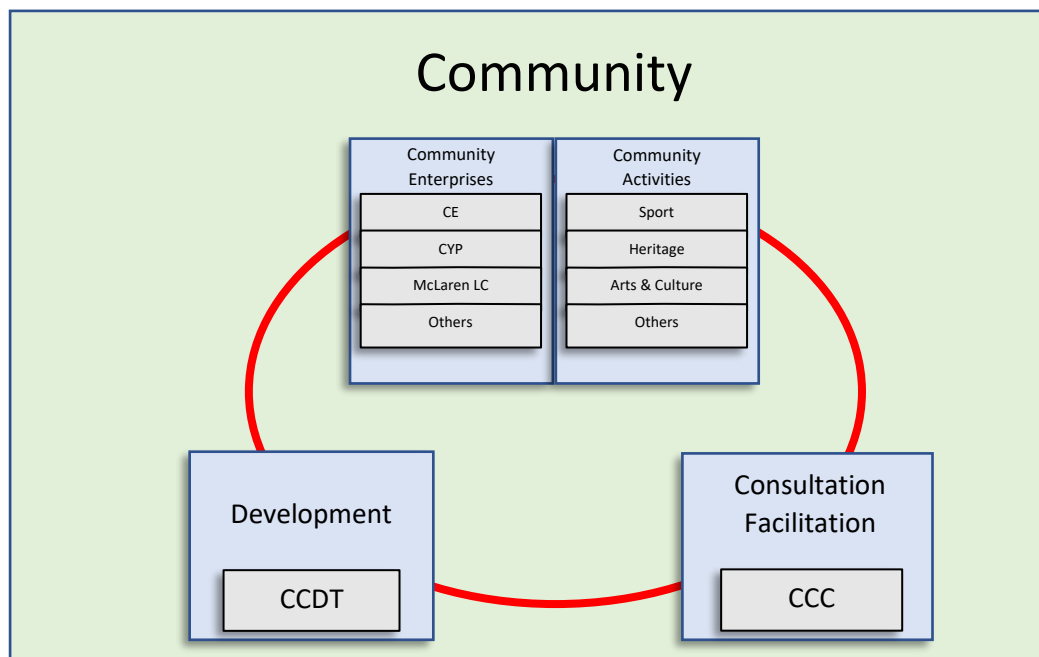 Community
Community
Enterprises
CE
CYP
McLaren LC
Others
Community
Activities
Sport
Heritage
Arts & Culture
Others
Development
CCDT
Consultation
Facilitation
CCC